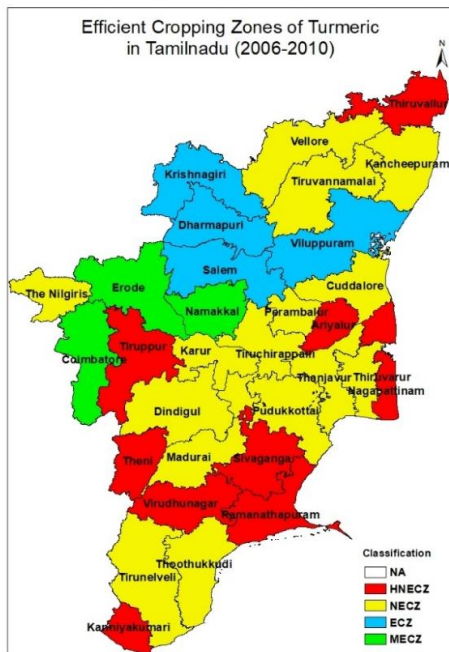 Efficient Cropping Zones of Turmeric
in Tamilnadu (2006-2010)
N
Thiruvallur
Vellore
Kancheepuram
Tiruvannamalai
Krishnagiri
Dharmapuri
Viluppuram
Salem
Cuddalore
The Nilgiris
Erode
Namakkal
Perambalur
Ariyalur
Tiruppur
Coimbatore
Karur
Tiruchirappalli
Thanjavur
Thiruvarur
Nagapattinam
Dindigul
Pudukkottai
Theni
Madurai
Sivaganga
Virudhunagar
Ramanathapuram
Thoothukkudi
Tirunelveli
Kanniyakumari
Classification
NA
HNECZ
NECZ
ECZ
MECZ